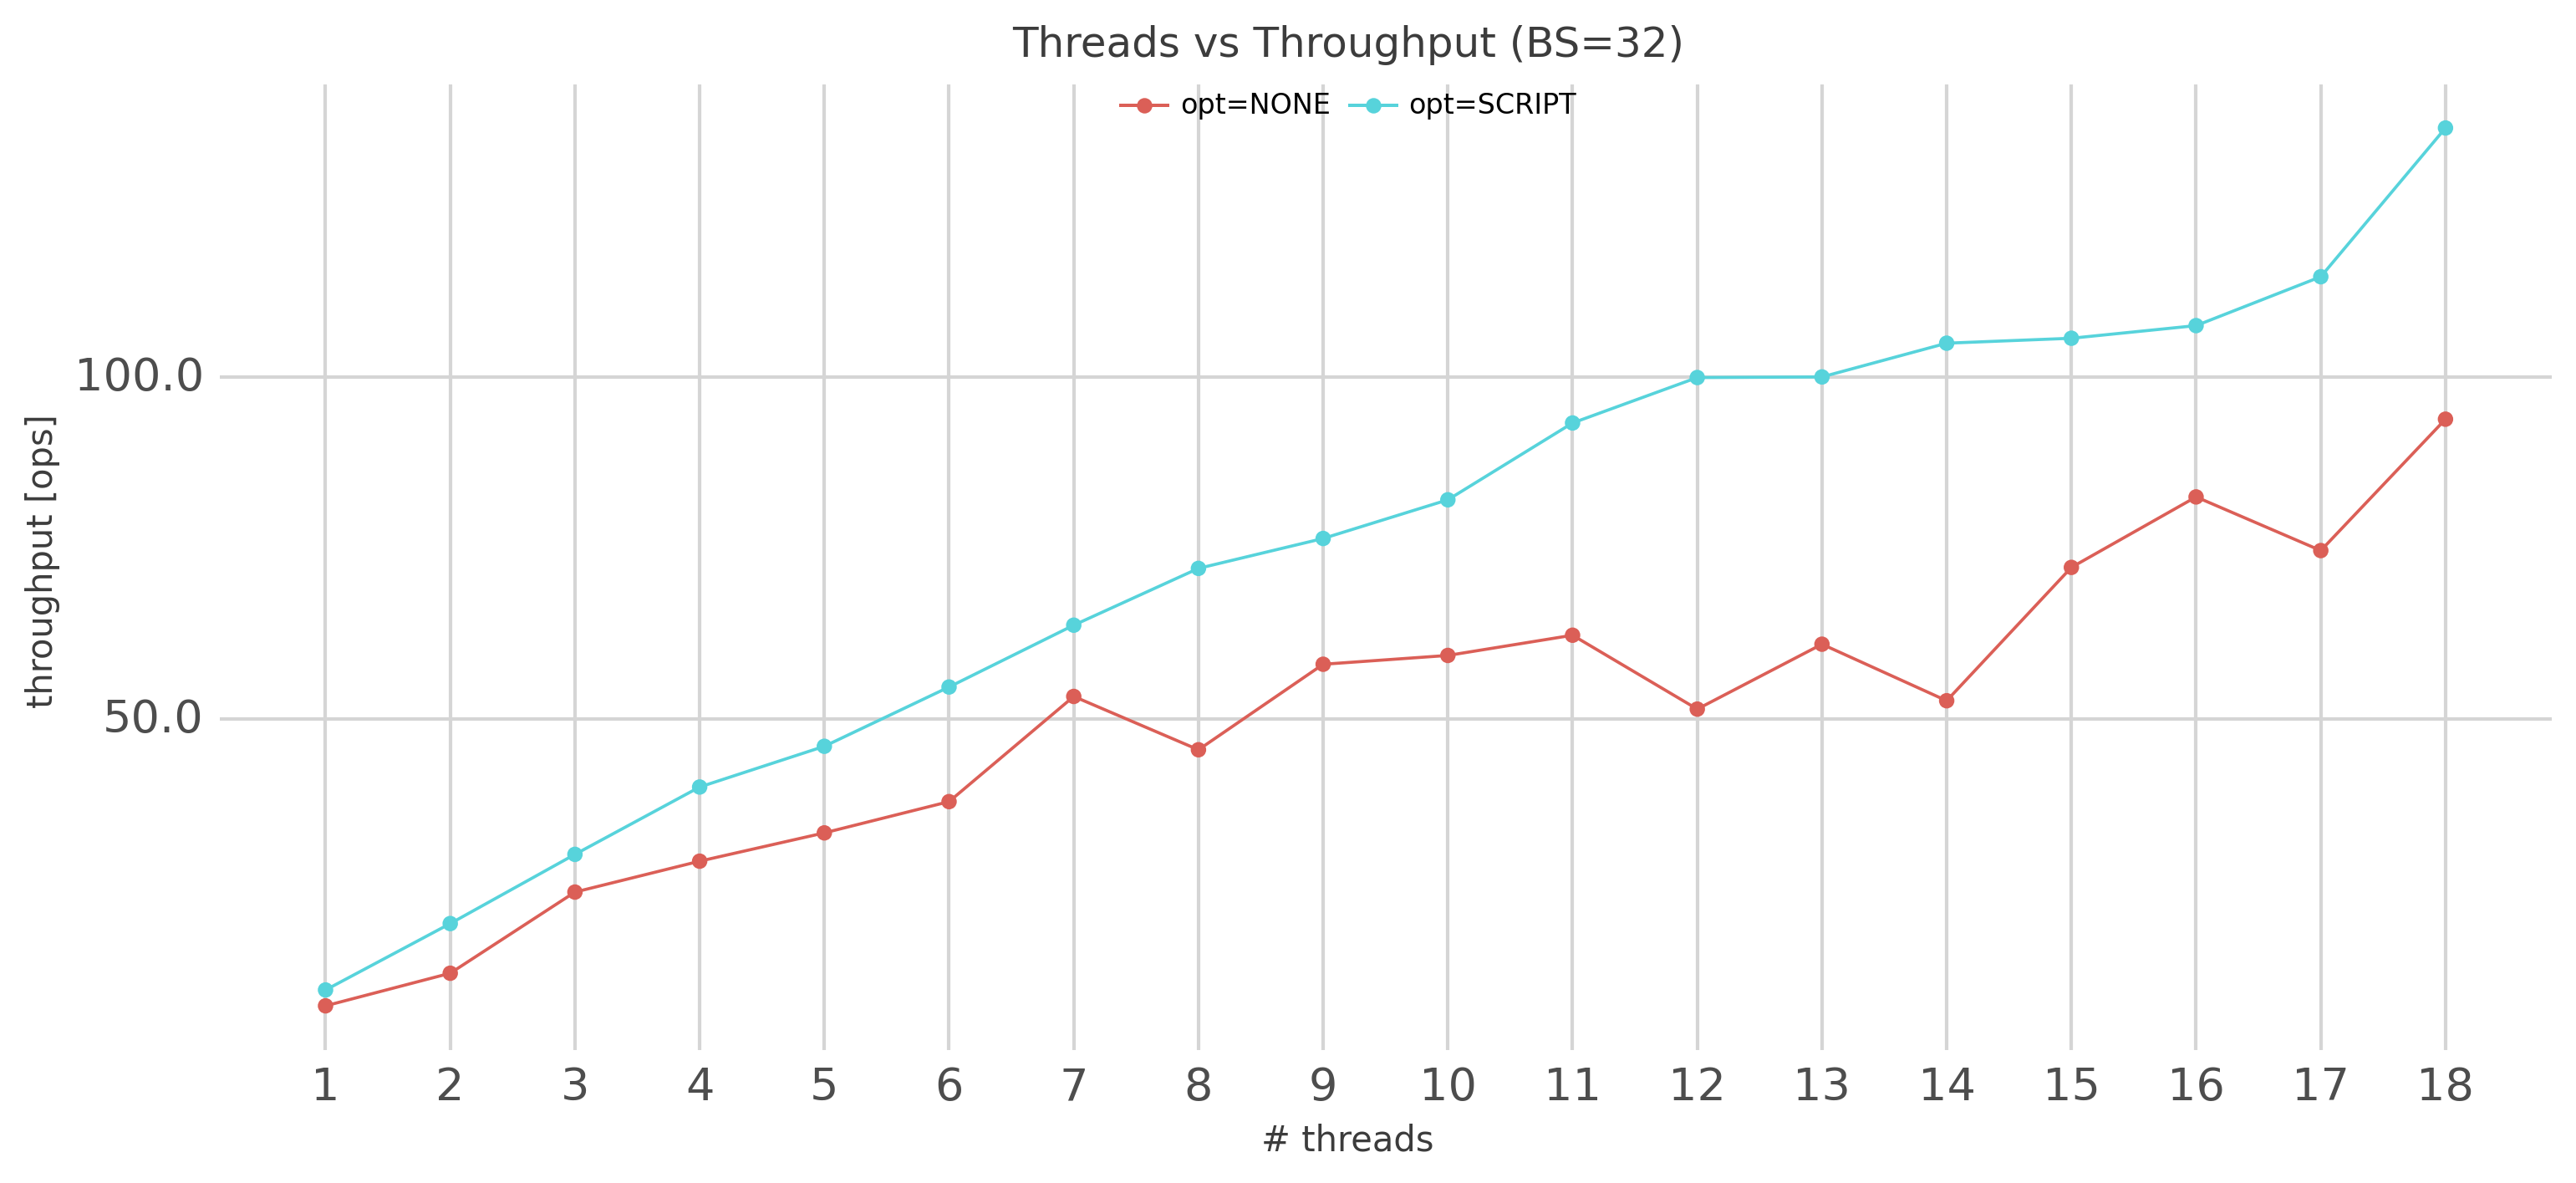 Threads vs Throughput (BS=32)
opt=NONE opt=SCRIPT
100.0
50.0
throughput [ops]
1 2 3 4 5 6 7 8 9 10 11 12 13 14 15 16 17 18
# threads